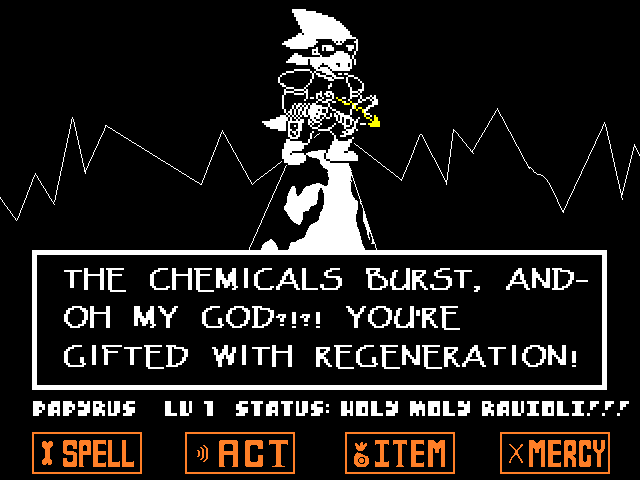 THE CHEMICALS BURST, AND-
OH MY GOD?!?! YOU'RE
GIFTED WITH REGENERATION!
PAPYRUS LV 1 STATUS: HOLY MOLY RAVIOLI!!!
SPELL ACT ITEM MERCY